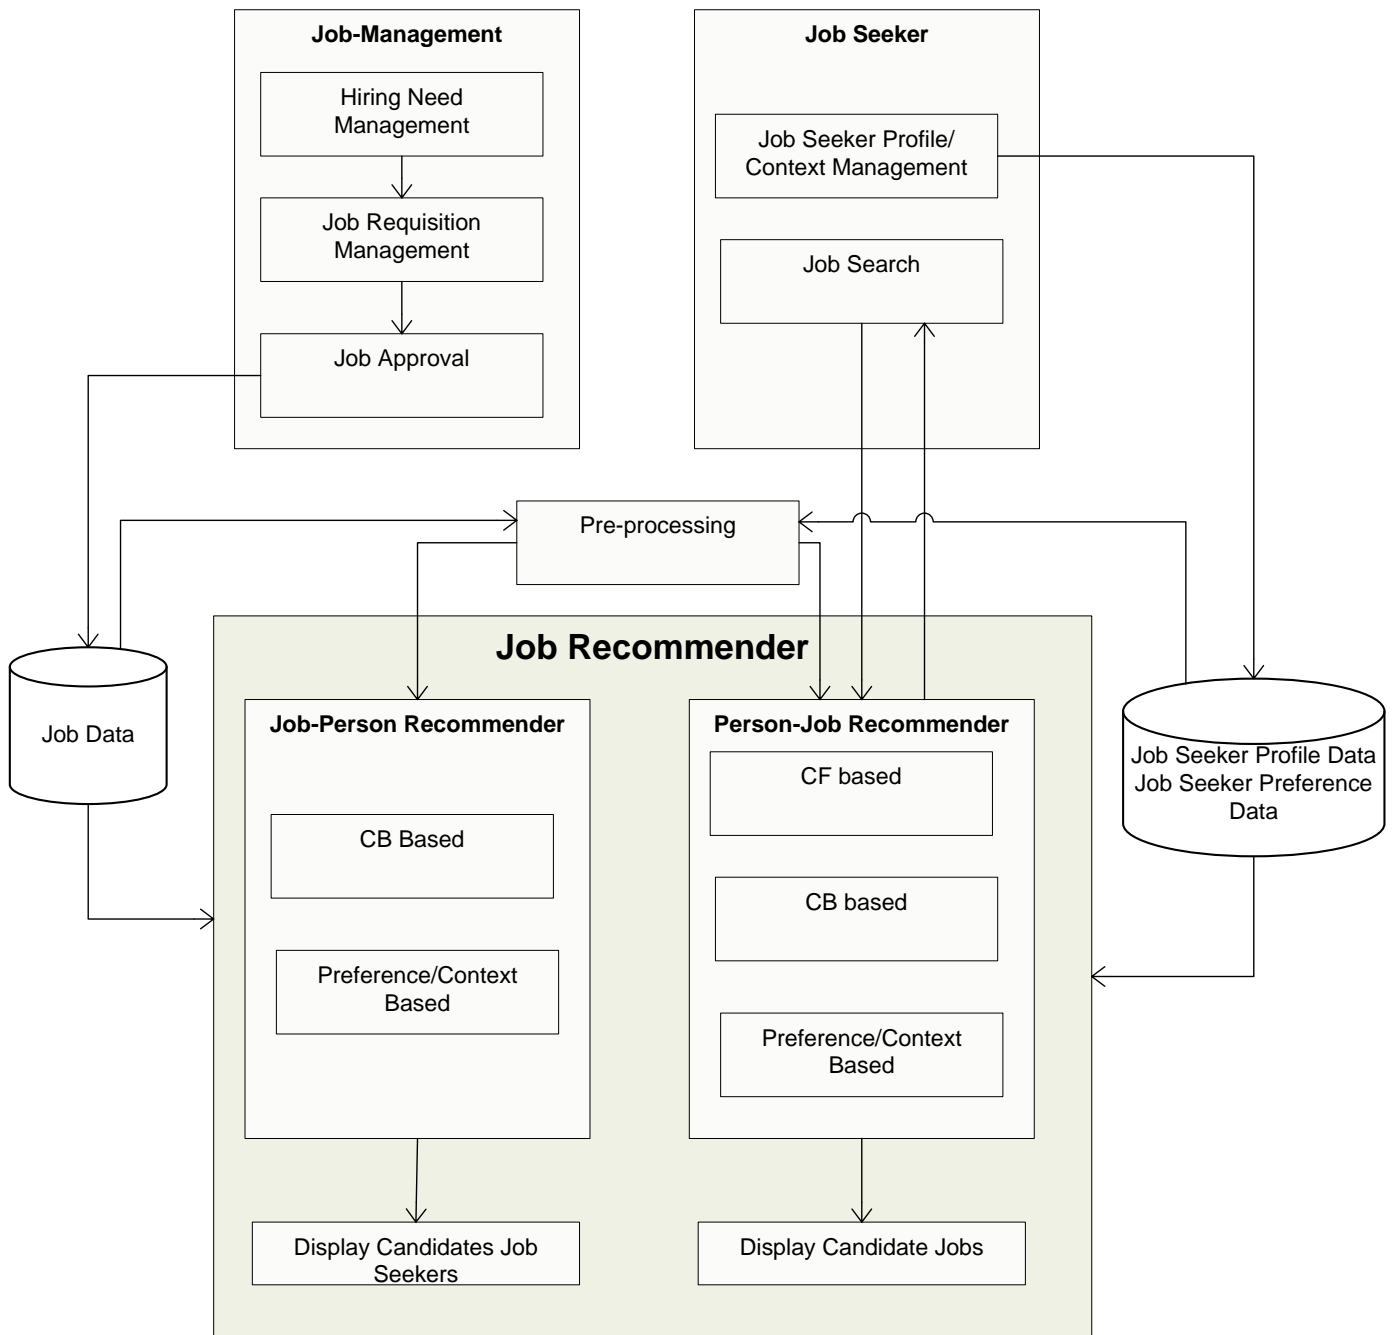 Job-Management
Hiring Need
Management
Job Requisition
Management
Job Approval
Job Seeker
Job Seeker Profile/
Context Management
Job Search
Pre-processing
Job Recommender
Job Data
Job-Person Recommender
CB Based
Preference/Context
Based
Person-Job Recommender
CF based
CB based
Preference/Context
Based
Job Seeker Profile Data
Job Seeker Preference
Data
Display Candidates Job
Seekers
Display Candidate Jobs